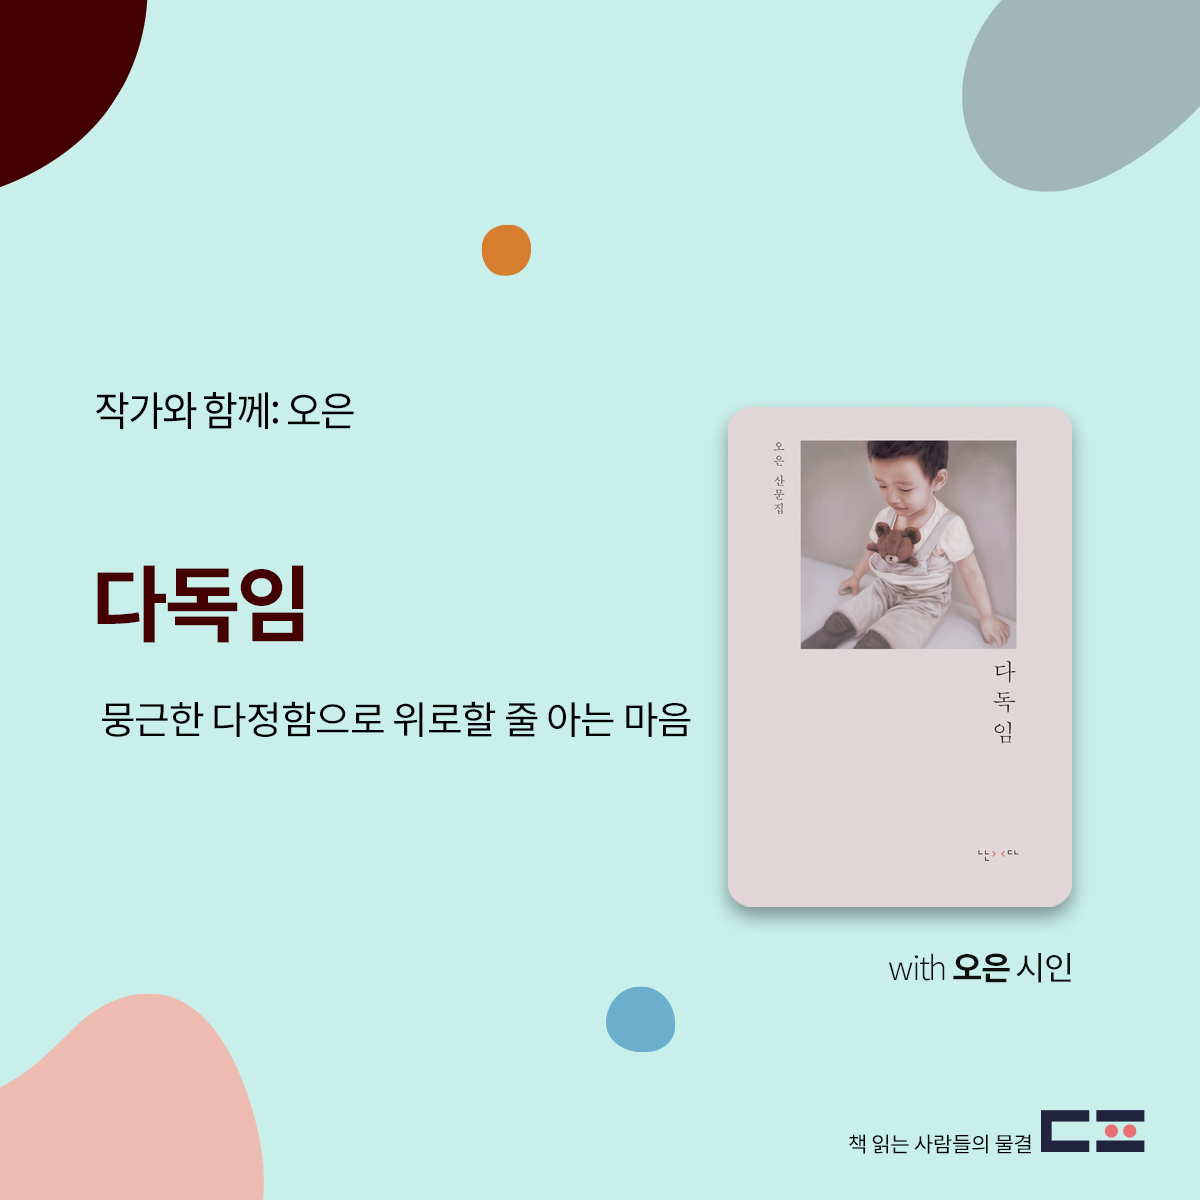 작가와 함께: 오은
다독임
뭉근한 다정함으로 위로할 줄 아는 마음
오은 산문집
다독임
난다
with 오은 시인
책 읽는 사람들의 물결